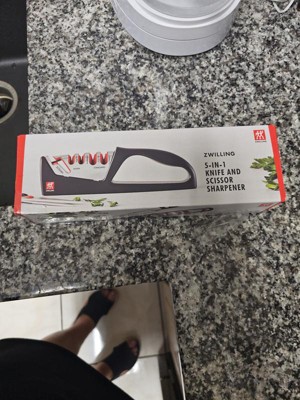 ZWILLING
5-IN-1
KNIFE AND
SCISSOR
SHARPENER